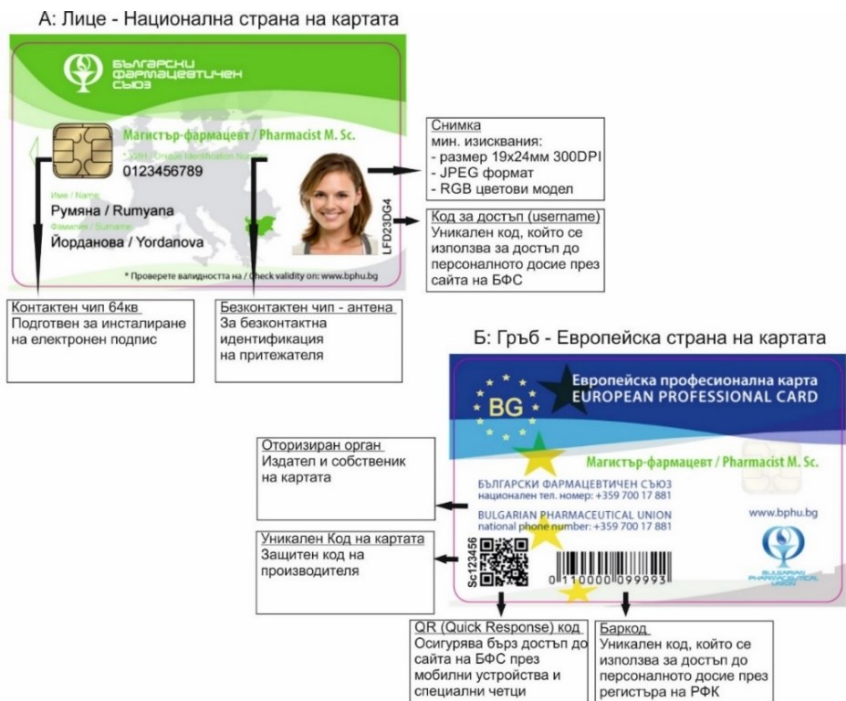 А: Лице - Национална страна на картата
БЪЛГАРСКИ
ФАРМАЦЕВТИЧЕН
СЪЮЗ
Магистър-фармацевт / Pharmacist M. Sc.
* УИН / Unique Identification Number
0123456789
Име / Name:
Румяна / Rumyana
Фамилия / Surname:
Йорданова / Yordanova
LFD23DG4
* Проверете валидността на / Check validity on: www.bphu.bg
Снимка
мин. изисквания:
- размер 19х24мм 300DPI
- JPEG формат
- RGB цветови модел
Код за достъп (username)
Уникален код, който се
използва за достъп до
персоналното досие през
сайта на БФС
Контактен чип 64кв
Подготвен за инсталиране
на електронен подпис
Безконтактен чип - антена
За безконтактна
идентификация
на притежателя
Б: Гръб - Европейска страна на картата
BG
Европейска професионална карта
EUROPEAN PROFESSIONAL CARD
Магистър-фармацевт / Pharmacist M. Sc.
БЪЛГАРСКИ ФАРМАЦЕВТИЧЕН СЪЮЗ
национален тел. номер: +359 700 17 881
BULGARIAN PHARMACEUTICAL UNION
national phone number: +359 700 17 881
www.bphu.bg
BULGARIAN
PHARMACEUTICAL
UNION
Sc123456
0 110000 099993
Оторизиран орган
Издател и собственик
на картата
Уникален Код на картата
Защитен код на
производителя
QR (Quick Response) код
Осигурява бърз достъп до
сайта на БФС през
мобилни устройства и
специални четци
Баркод
Уникален код, който се
използва за достъп до
персоналното досие през
регистъра на РФК